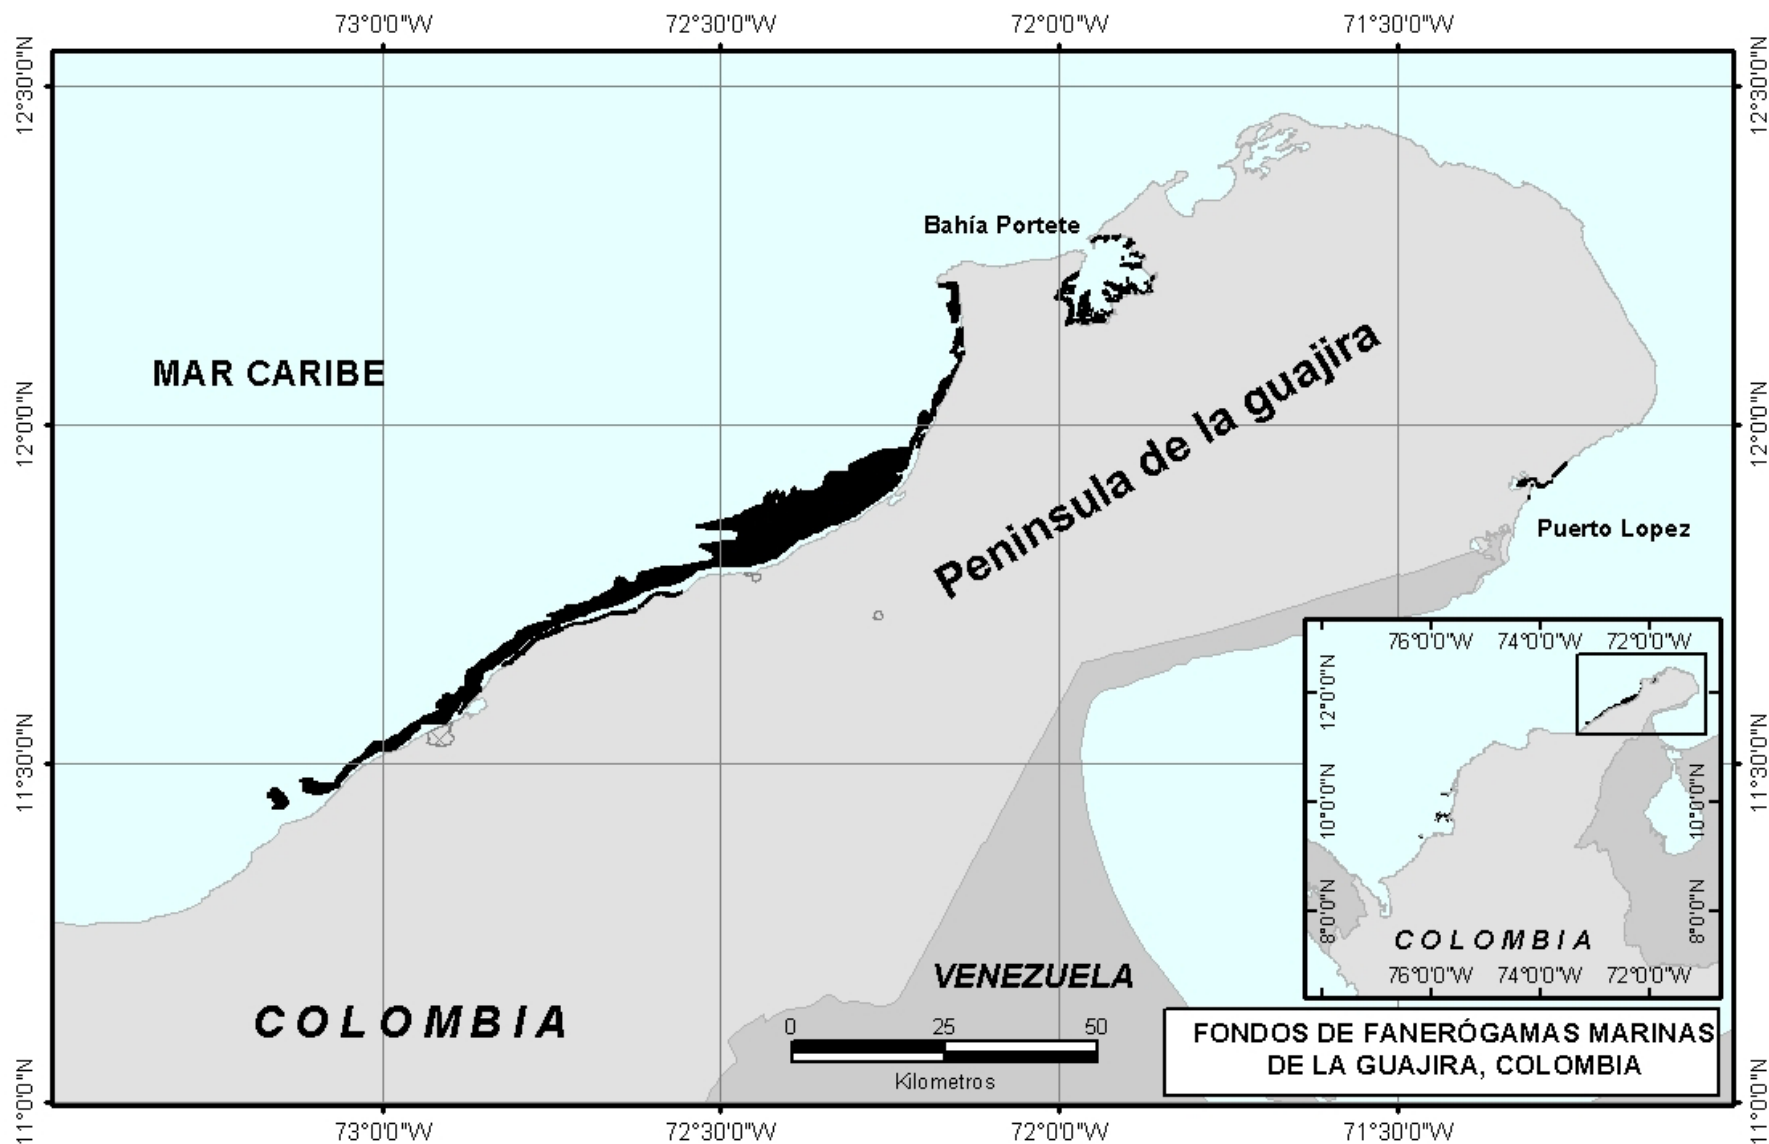 73°0'0"W 72°30'0"W 72°0'0"W 71°30'0"W
12°30'0"N 12°30'0"N
Bahía Portete
MAR CARIBE
Peninsula de la guajira
12°0'0"N 12°0'0"N
Puerto Lopez
76°0'0"W 74°0'0"W 72°0'0"W
12°0'0"N
11°30'0"N 11°30'0"N
10°0'0"N 10°0'0"N
8°0'0"N 8°0'0"N
COLOMBIA
76°0'0"W 74°0'0"W 72°0'0"W
VENEZUELA
COLOMBIA
0 25 50
Kilometros
FONDOS DE FANERÓGAMAS MARINAS
DE LA GUAJIRA, COLOMBIA
11°0'0"N 11°0'0"N
73°0'0"W 72°30'0"W 72°0'0"W 71°30'0"W